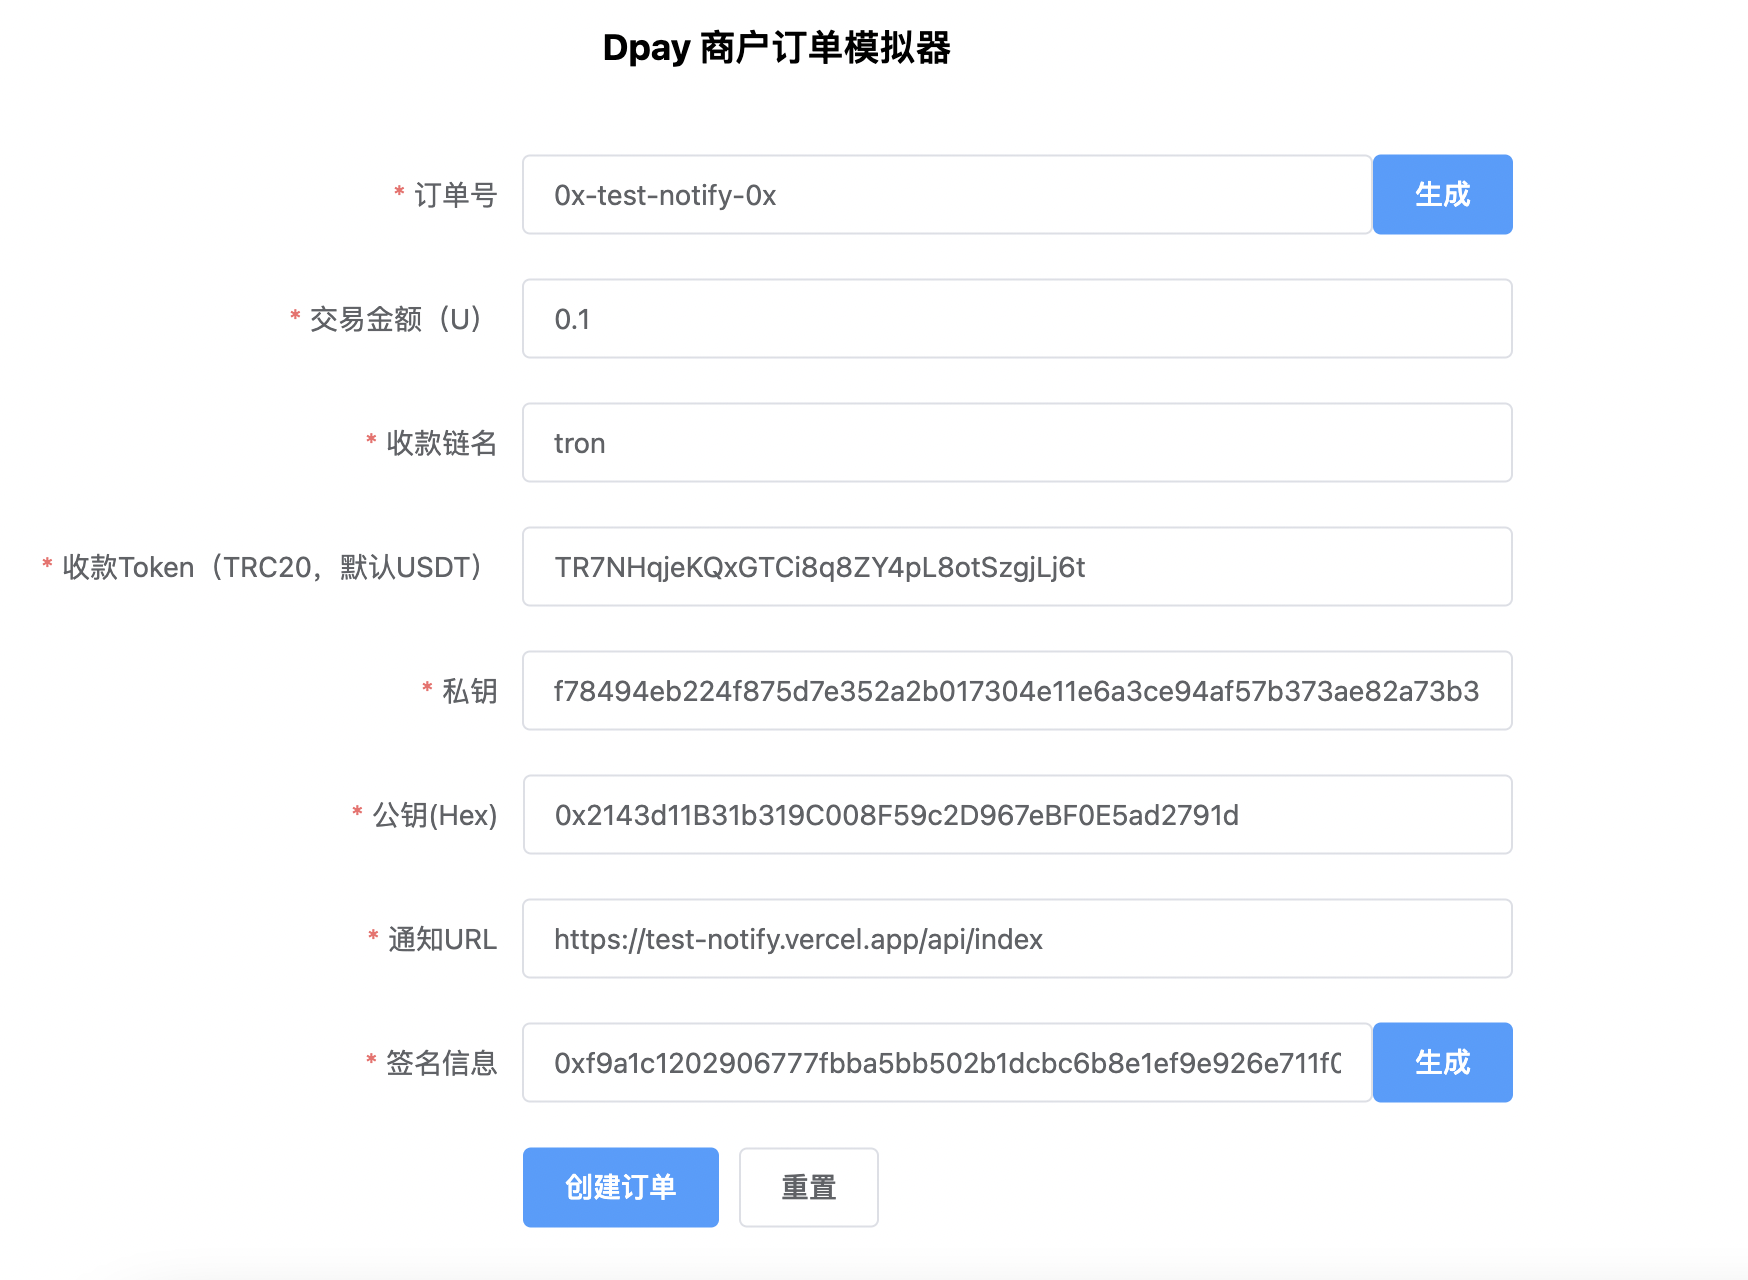 Dpay 商户订单模拟器
* 订单号 0x-test-notify-0x 生成
* 交易金额（U） 0.1
* 收款链名 tron
* 收款Token（TRC20，默认USDT） TR7NHqjeKQxGTCi8q8ZY4pL8otSzgjLj6t
* 私钥 f78494eb224f875d7e352a2b017304e11e6a3ce94af57b373ae82a73b3
* 公钥(Hex) 0x2143d11B31b319C008F59c2D967eBF0E5ad2791d
* 通知URL https://test-notify.vercel.app/api/index
* 签名信息 0xf9a1c1202906777fbba5bb502b1dcbc6b8e1ef9e926e711f0 生成
创建订单 重置